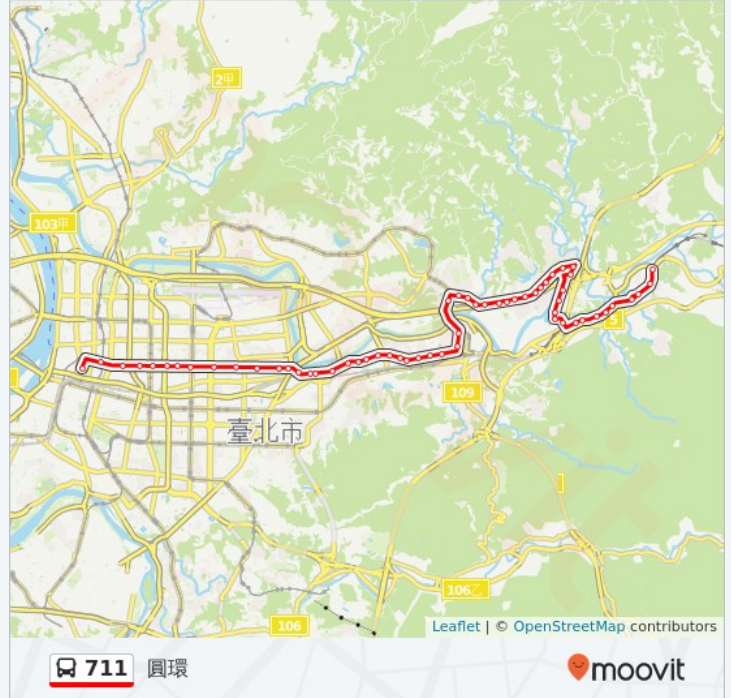 2甲
103甲
臺北市
5
109
106乙
106
Leaflet | © OpenStreetMap contributors
711 圓環
moovit